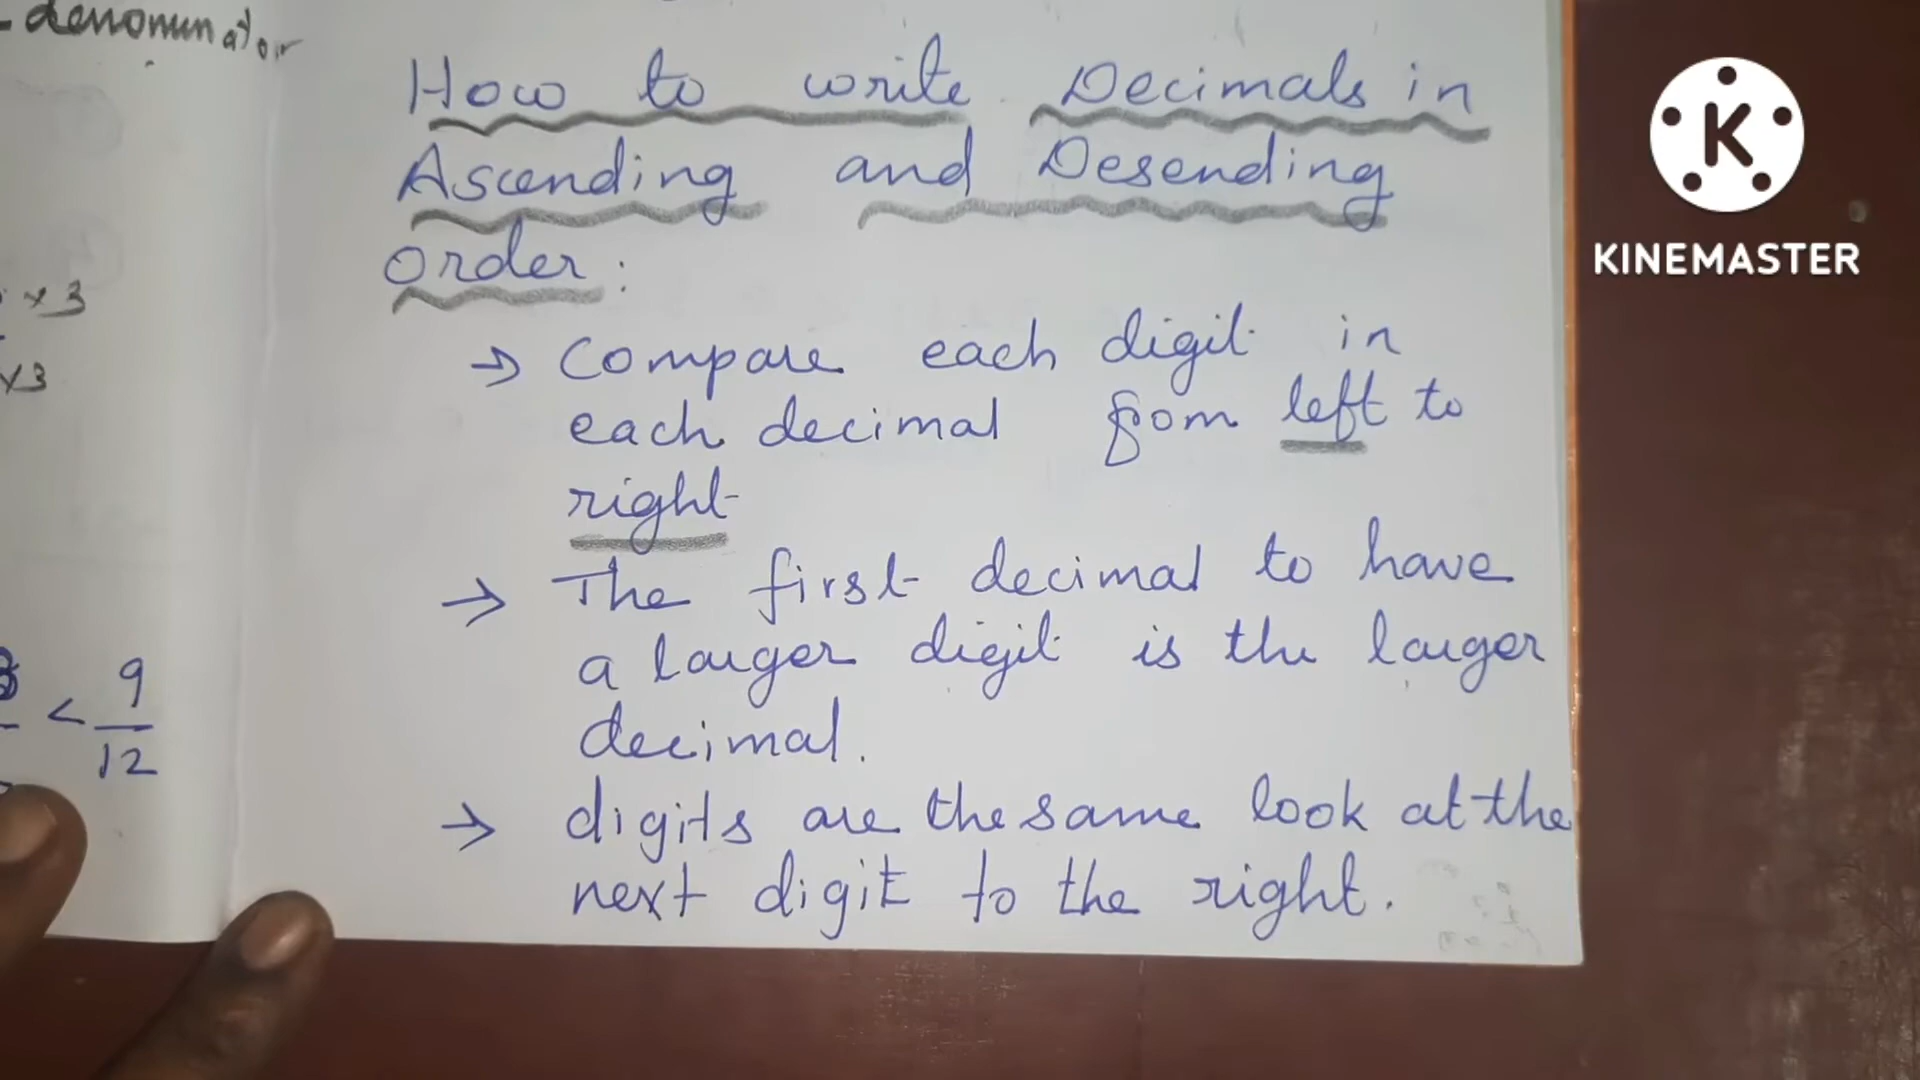 denominator
How to write Decimals in
Ascending and Desending
order:
→ Compare each digit in
each decimal from left to
right
→ The first decimal to have
a larger digit is the larger
decimal.
→ digits are the same look at the
next digit to the right.
x3
x3
< 9
12
K
KINEMASTER